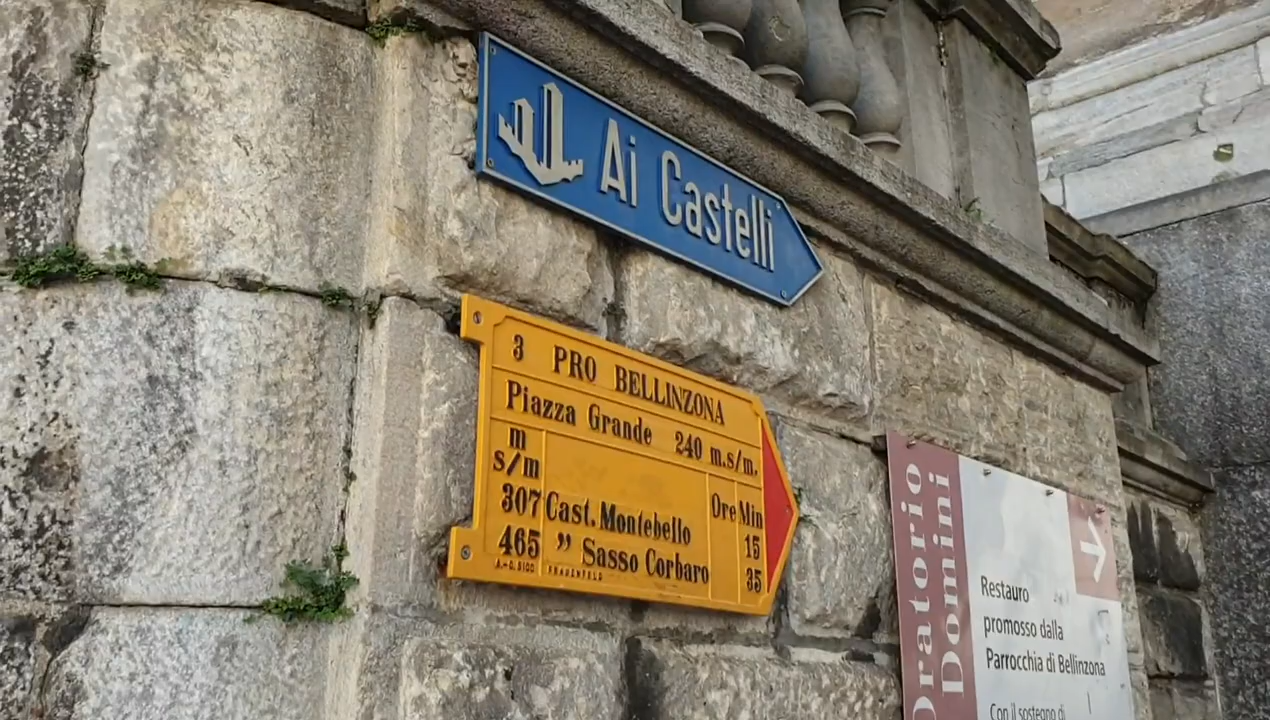 Ai Castelli
3 PRO BELLINZONA
Piazza Grande 240 m.s/m.
m
s/m
Ore Min
307 Cast. Montebello 15
465 ” Sasso Corbaro 35
FRAUENFELD
Oratorio
Domini
Restauro
promosso dalla
Parrocchia di Bellinzona
Con il sostegno di